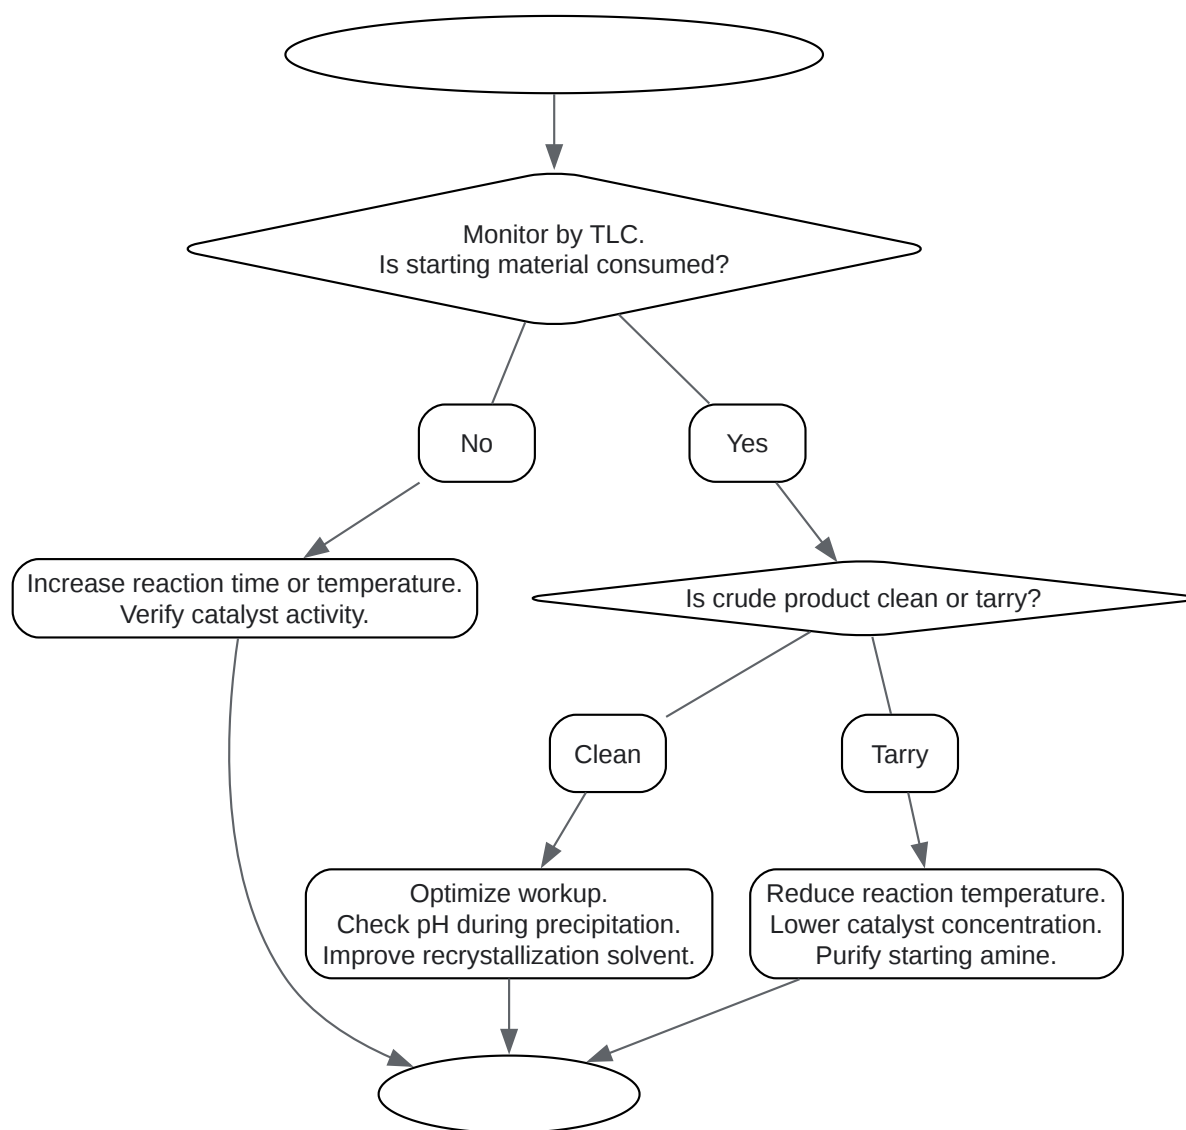 Monitor by TLC.
Is starting material consumed?
No
Yes
Increase reaction time or temperature.
Verify catalyst activity.
Is crude product clean or tarry?
Clean
Tarry
Optimize workup.
Check pH during precipitation.
Improve recrystallization solvent.
Reduce reaction temperature.
Lower catalyst concentration.
Purify starting amine.